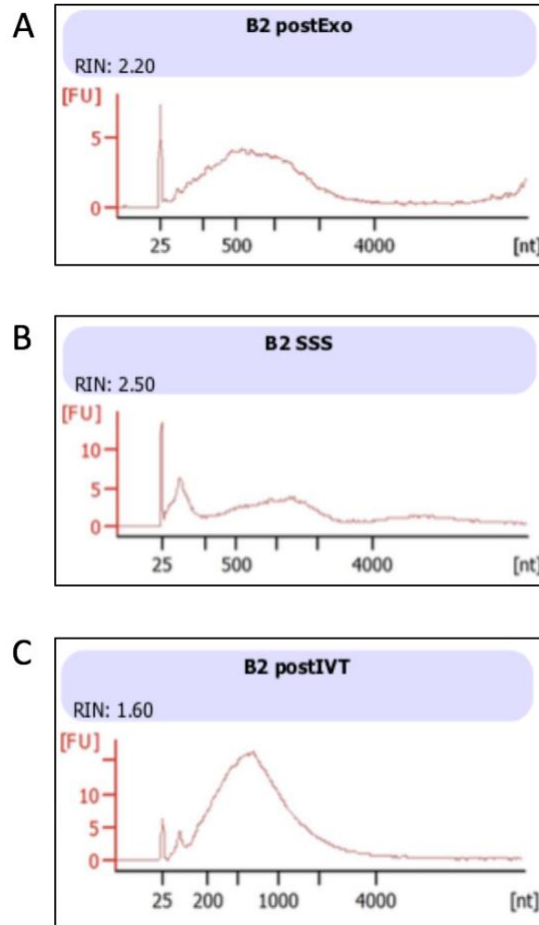 A
B2 postExo
RIN: 2.20
[FU]
5
0
25 500 4000 [nt]
B
B2 SSS
RIN: 2.50
[FU]
10
5
0
25 500 4000 [nt]
C
B2 postIVT
RIN: 1.60
[FU]
10
5
0
25 200 1000 4000 [nt]